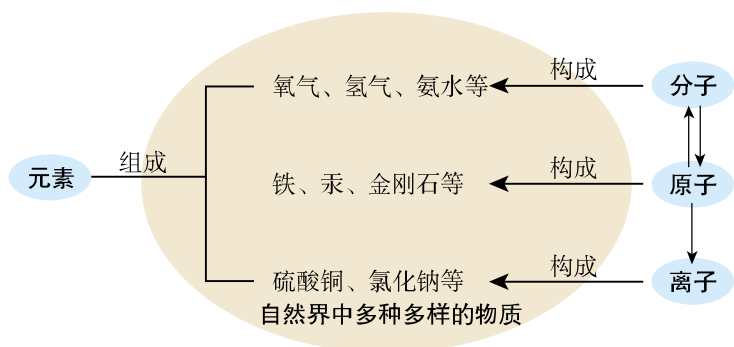 元素
组成
氧气、氢气、氨水等
构成
分子
铁、汞、金刚石等
构成
原子
硫酸铜、氯化钠等
构成
离子
自然界中多种多样的物质